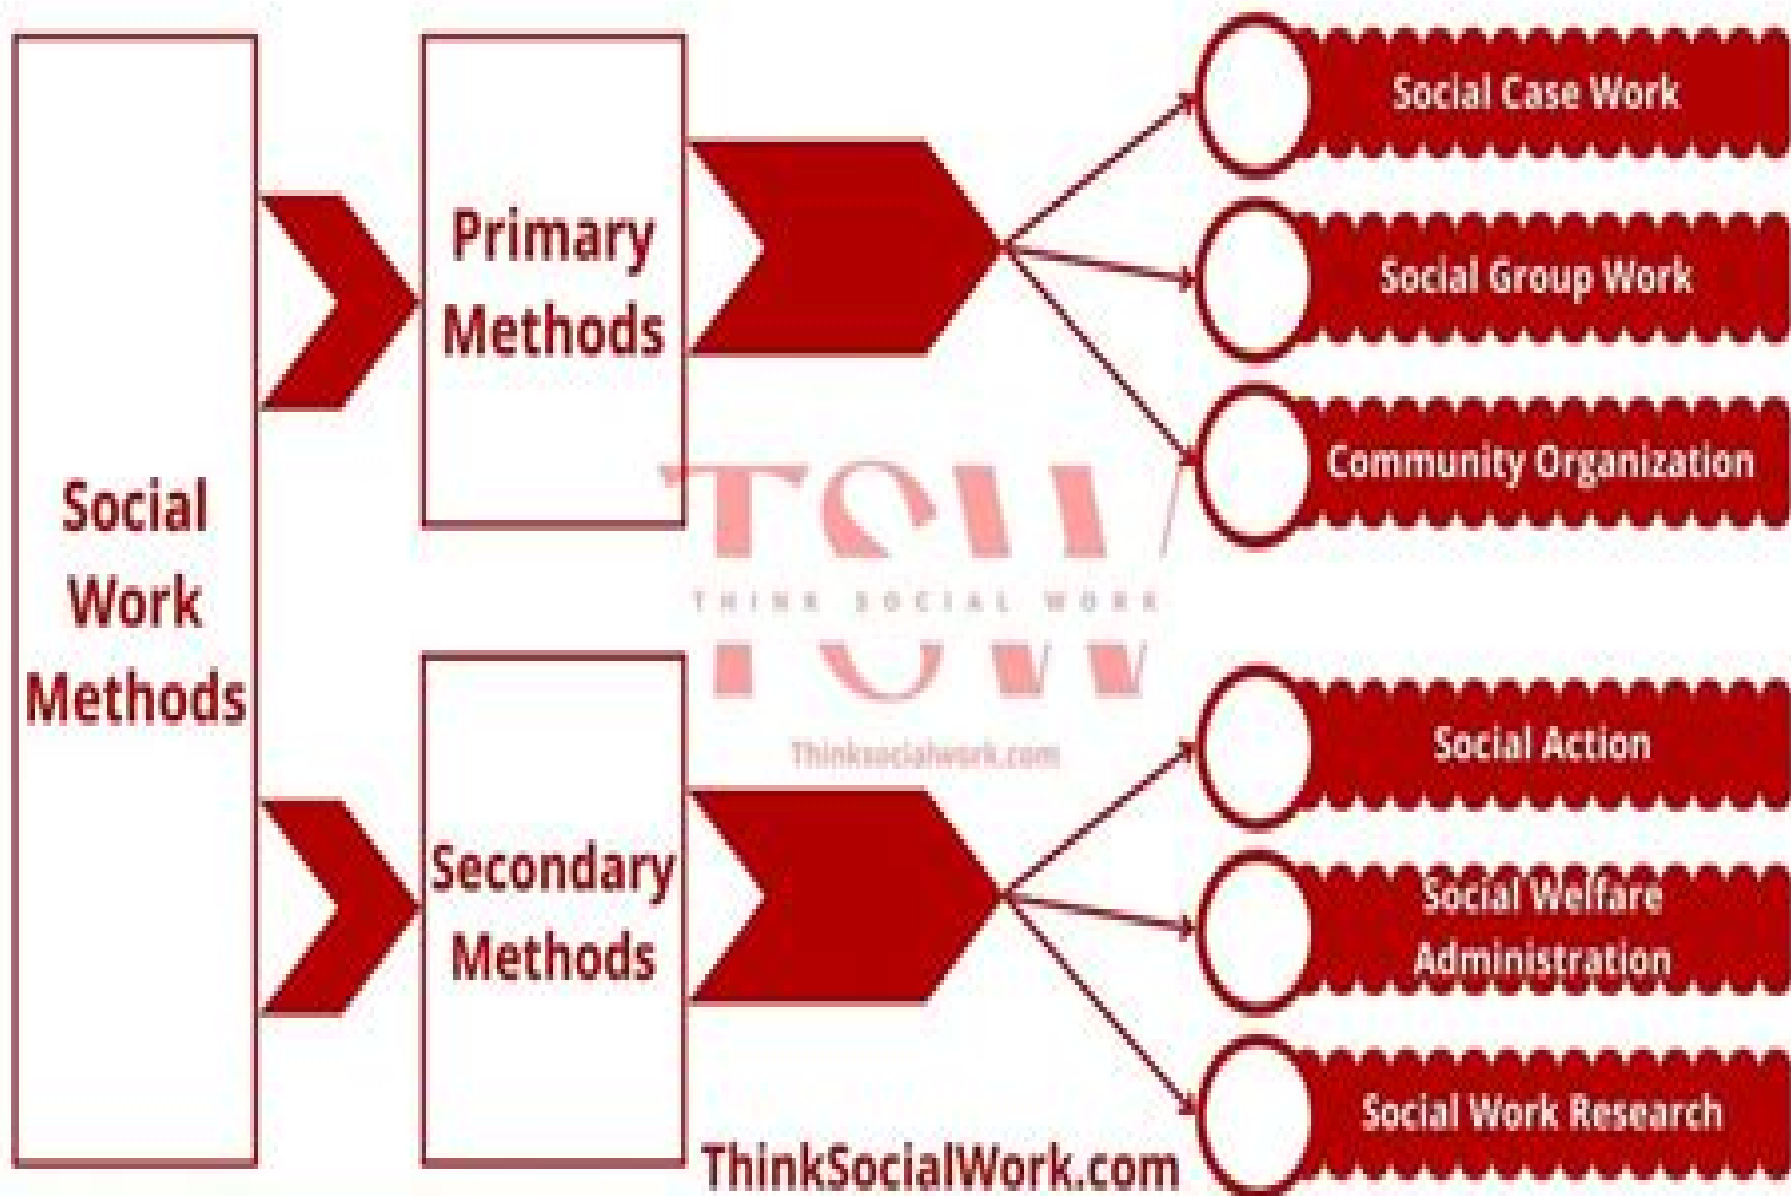 Social
Work
Methods
Primary
Methods
Social Case Work
Social Group Work
Community Organization
TSW
THINK SOCIAL WORK
TSW
Thinksocialwork.com
Secondary
Methods
Social Action
Social Welfare
Administration
Social Work Research
ThinkSocialWork.com